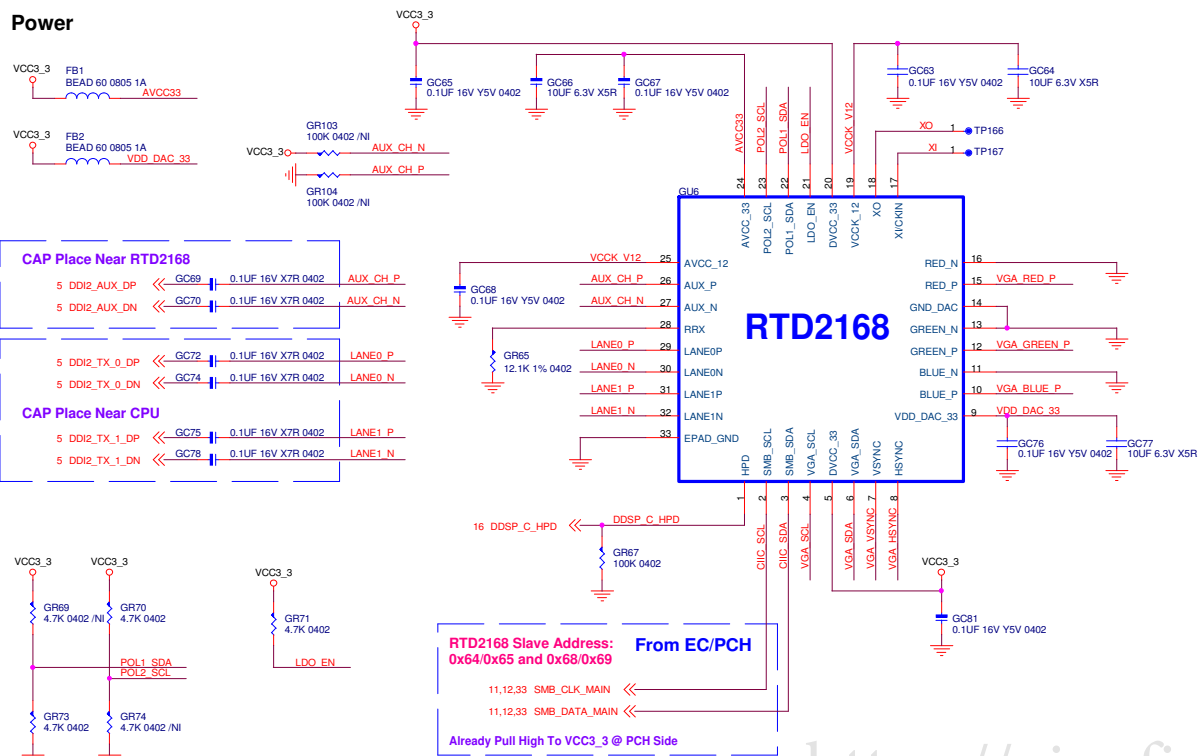 Power
VCC3_3
FB1
BEAD 60 0805 1A
AVCC33
VCC3_3
FB2
BEAD 60 0805 1A
VDD_DAC_33
GR103
100K 0402 /NI
VCC3_3
AUX_CH_N
AUX_CH_P
GR104
100K 0402 /NI
VCC3_3
GC65
0.1UF 16V Y5V 0402
GC66
10UF 6.3V X5R
GC67
0.1UF 16V Y5V 0402
GC63
0.1UF 16V Y5V 0402
GC64
10UF 6.3V X5R
AVCC33
POL2_SCL
POL1_SDA
LDO_EN
VCCK_V12
XO 1 TP166
XI 1 TP167
24 23 22 21 20 19 18 17
GU6
AVCC_33
POL2_SCL
POL1_SDA
LDO_EN
DVCC_33
VCCK_12
XO
XI/CKIN
CAP Place Near RTD2168
5 DDI2_AUX_DP GC69 0.1UF 16V X7R 0402 AUX_CH_P
5 DDI2_AUX_DN GC70 0.1UF 16V X7R 0402 AUX_CH_N
5 DDI2_TX_0_DP GC72 0.1UF 16V X7R 0402 LANE0_P
5 DDI2_TX_0_DN GC74 0.1UF 16V X7R 0402 LANE0_N
CAP Place Near CPU
5 DDI2_TX_1_DP GC75 0.1UF 16V X7R 0402 LANE1_P
5 DDI2_TX_1_DN GC78 0.1UF 16V X7R 0402 LANE1_N
VCCK_V12 25 AVCC_12
AUX_CH_P 26 AUX_P
AUX_CH_N 27 AUX_N
28 RRX
LANE0_P 29 LANE0P
LANE0_N 30 LANE0N
LANE1_P 31 LANE1P
LANE1_N 32 LANE1N
33 EPAD_GND
GC68
0.1UF 16V Y5V 0402
GR65
12.1K 1% 0402
RTD2168
RED_N 16
RED_P 15 VGA_RED_P
GND_DAC 14
GREEN_N 13
GREEN_P 12 VGA_GREEN_P
BLUE_N 11
BLUE_P 10 VGA_BLUE_P
VDD_DAC_33 9 VDD_DAC_33
GC76
0.1UF 16V Y5V 0402
GC77
10UF 6.3V X5R
HPD
SMB_SCL
SMB_SDA
VGA_SCL
DVCC_33
VGA_SDA
VSYNC
HSYNC
1 2 3 4 5 6 7 8
16 DDSP_C_HPD DDSP_C_HPD
GR67
100K 0402
CIIC_SCL
CIIC_SDA
VGA_SCL
VGA_SDA
VGA_VSYNC
VGA_HSYNC
VCC3_3
GC81
0.1UF 16V Y5V 0402
VCC3_3
VCC3_3
GR69
4.7K 0402 /NI
GR70
4.7K 0402
POL1_SDA
POL2_SCL
GR73
4.7K 0402
GR74
4.7K 0402 /NI
VCC3_3
GR71
4.7K 0402
LDO_EN
RTD2168 Slave Address:
0x64/0x65 and 0x68/0x69
From EC/PCH
11,12,33 SMB_CLK_MAIN
11,12,33 SMB_DATA_MAIN
Already Pull High To VCC3_3 @ PCH Side